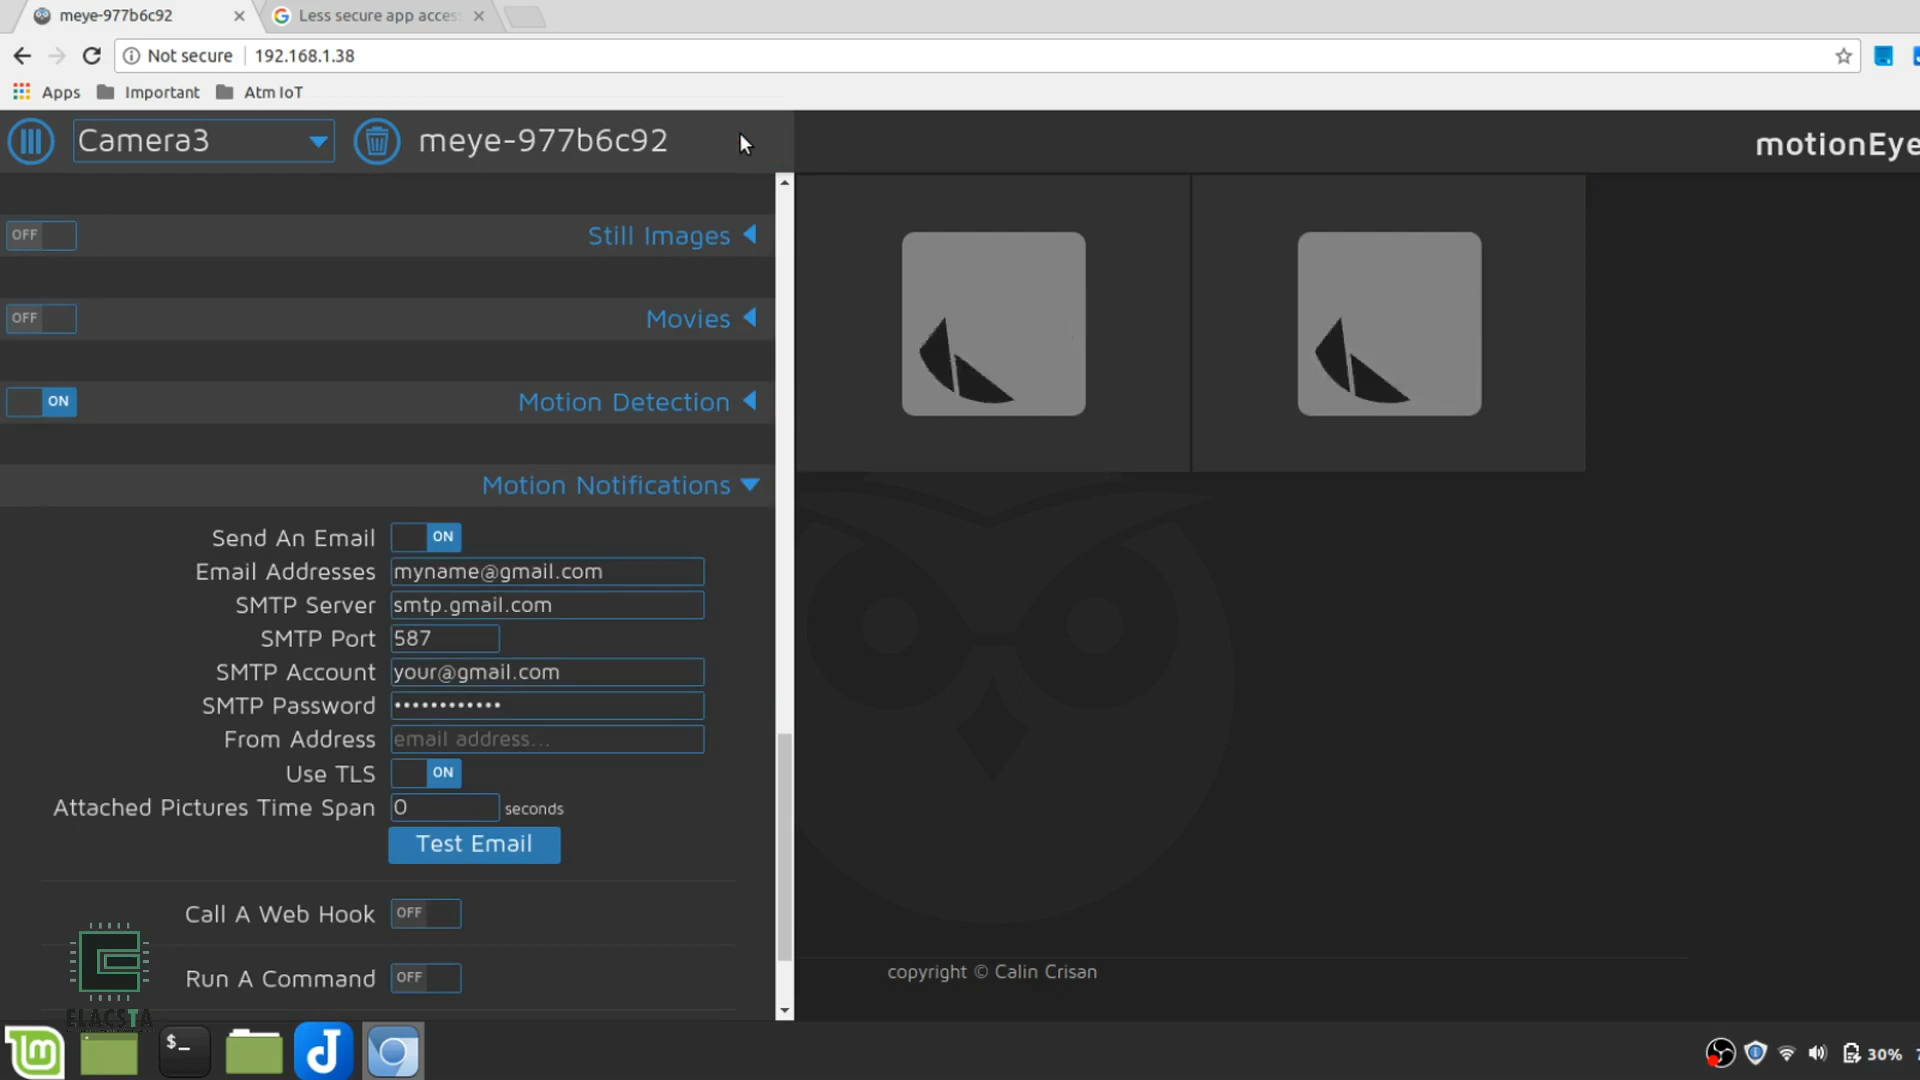 meye-977b6c92
Less secure app acces
Not secure
192.168.1.38
Apps
Important
Atm IoT
Camera3
meye-977b6c92
motionEye
OFF
Still Images
OFF
Movies
ON
Motion Detection
Motion Notifications
Send An Email
ON
Email Addresses
myname@gmail.com
SMTP Server
smtp.gmail.com
SMTP Port
587
SMTP Account
your@gmail.com
SMTP Password
••••••••••••
From Address
email address...
Use TLS
ON
Attached Pictures Time Span
0
seconds
Test Email
Call A Web Hook
OFF
Run A Command
OFF
copyright © Calin Crisan
ELACSTA
$_
30%